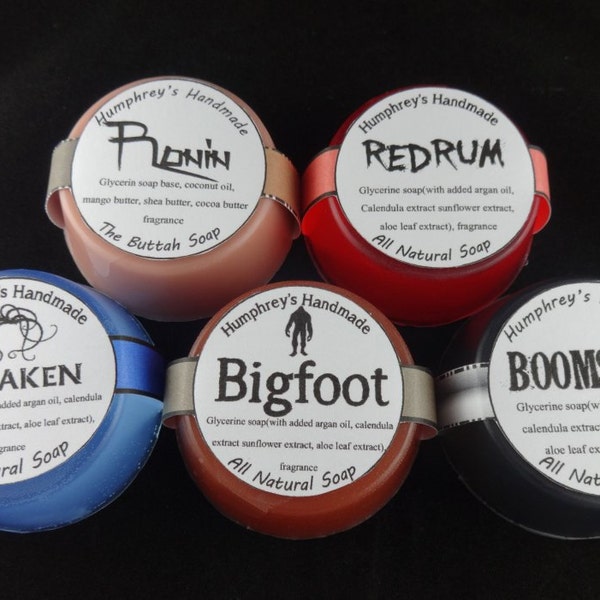 Humphrey's Handmade
Ronin
Glycerin soap base, coconut oil,
mango butter, shea butter, cocoa butter
fragrance
The Buttah Soap
Humphrey's Handmade
REDRUM
Glycerine soap(with added argan oil,
Calendula extract sunflower extract,
aloe leaf extract), fragrance
All Natural Soap
Humphrey's Handmade
AKEN
added argan oil, calendula
extract, aloe leaf extract),
fragrance
Natural Soap
Humphrey's Handmade
Bigfoot
Glycerine soap(with added argan oil, calendula
extract sunflower extract, aloe leaf extract),
fragrance
All Natural Soap
Humphrey's
BOOMS
Glycerine soap(w
calendula extrac
aloe leaf ex
All Nat